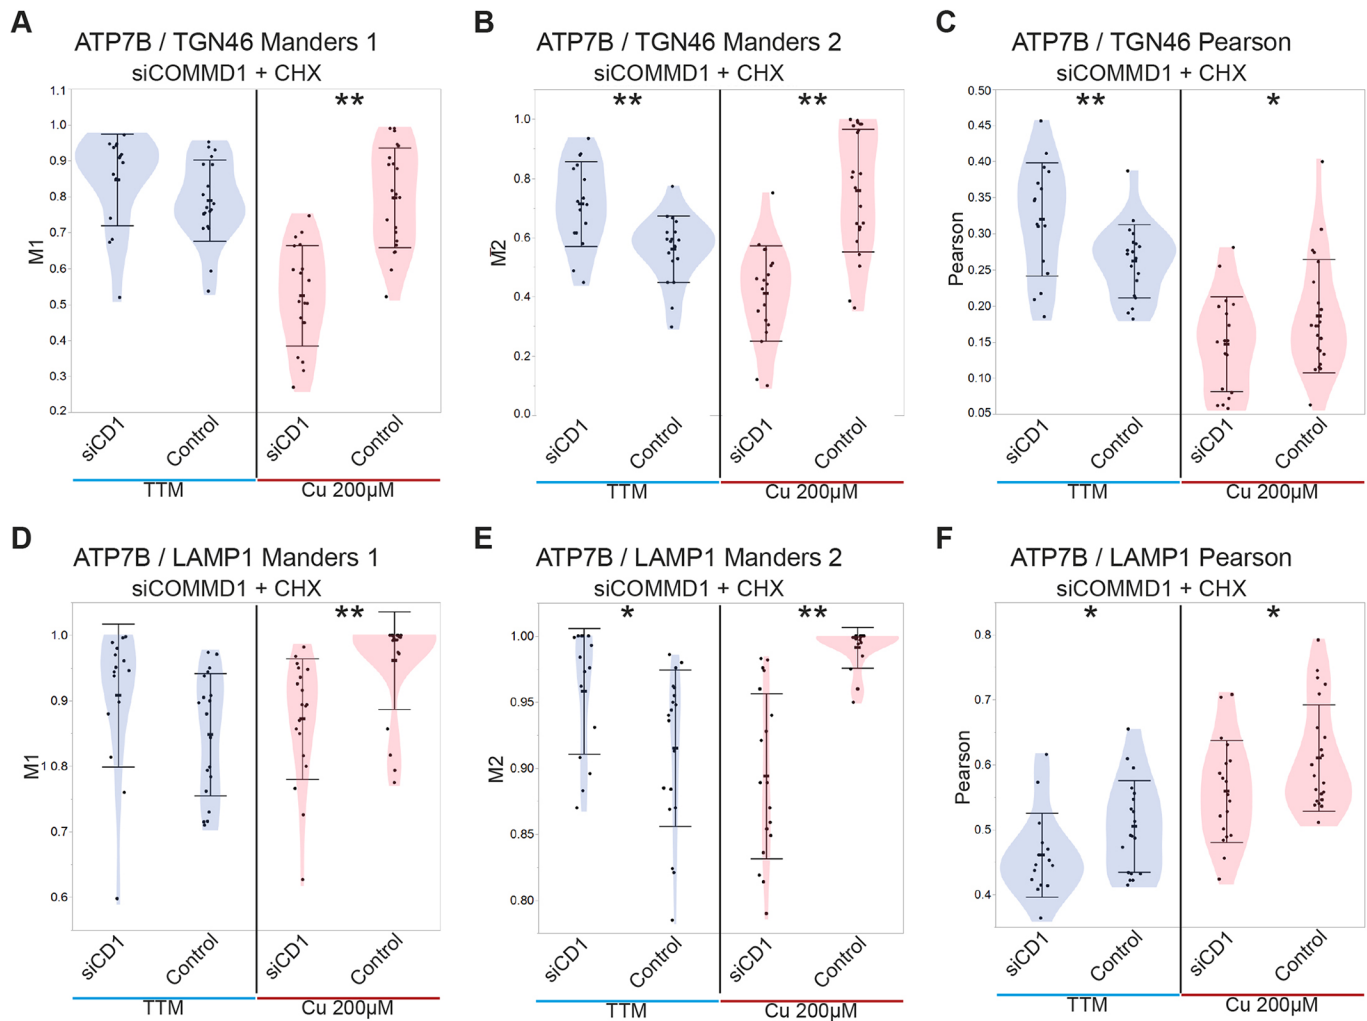 A
ATP7B / TGN46 Manders 1
siCOMMD1 + CHX
**
M1
1.1
1.0
0.9
0.8
0.7
0.6
0.5
0.4
0.3
0.2
siCD1
Control
siCD1
Control
TTM
Cu 200µM
B
ATP7B / TGN46 Manders 2
siCOMMD1 + CHX
**
**
M2
1.0
0.8
0.6
0.4
0.2
0.0
siCD1
Control
siCD1
Control
TTM
Cu 200µM
C
ATP7B / TGN46 Pearson
siCOMMD1 + CHX
**
*
Pearson
0.50
0.40
0.35
0.30
0.25
0.20
0.15
0.10
0.05
siCD1
Control
siCD1
Control
TTM
Cu 200µM
D
ATP7B / LAMP1 Manders 1
siCOMMD1 + CHX
**
M1
1.0
0.9
0.8
0.7
0.6
siCD1
Control
siCD1
Control
TTM
Cu 200µM
E
ATP7B / LAMP1 Manders 2
siCOMMD1 + CHX
*
**
M2
1.00
0.95
0.90
0.85
0.80
siCD1
Control
siCD1
Control
TTM
Cu 200µM
F
ATP7B / LAMP1 Pearson
siCOMMD1 + CHX
*
*
Pearson
0.8
0.7
0.6
0.5
0.4
siCD1
Control
siCD1
Control
TTM
Cu 200µM